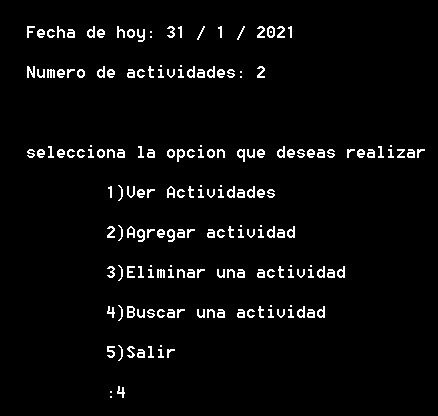 Fecha de hoy: 31 / 1 / 2021
Numero de actividades: 2
selecciona la opcion que deseas realizar
1)Ver Actividades
2)Agregar actividad
3)Eliminar una actividad
4)Buscar una actividad
5)Salir
:4